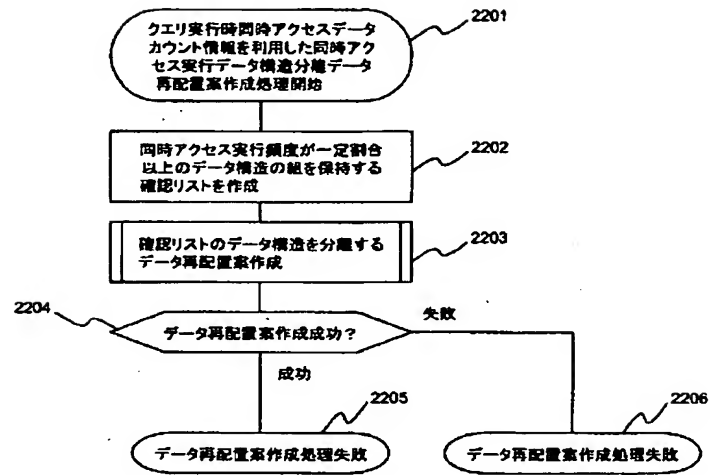 2201
クエリ実行時同時アクセスデータ
カウント情報を利用した同時アク
セス実行データ構造分離データ
再配置案作成処理開始
2202
同時アクセス実行頻度が一定割合
以上のデータ構造の組を保持する
確認リストを作成
2203
確認リストのデータ構造を分離する
データ再配置案作成
2204
データ再配置案作成成功?
失敗
成功
2205
データ再配置案作成処理失敗
2206
データ再配置案作成処理失敗